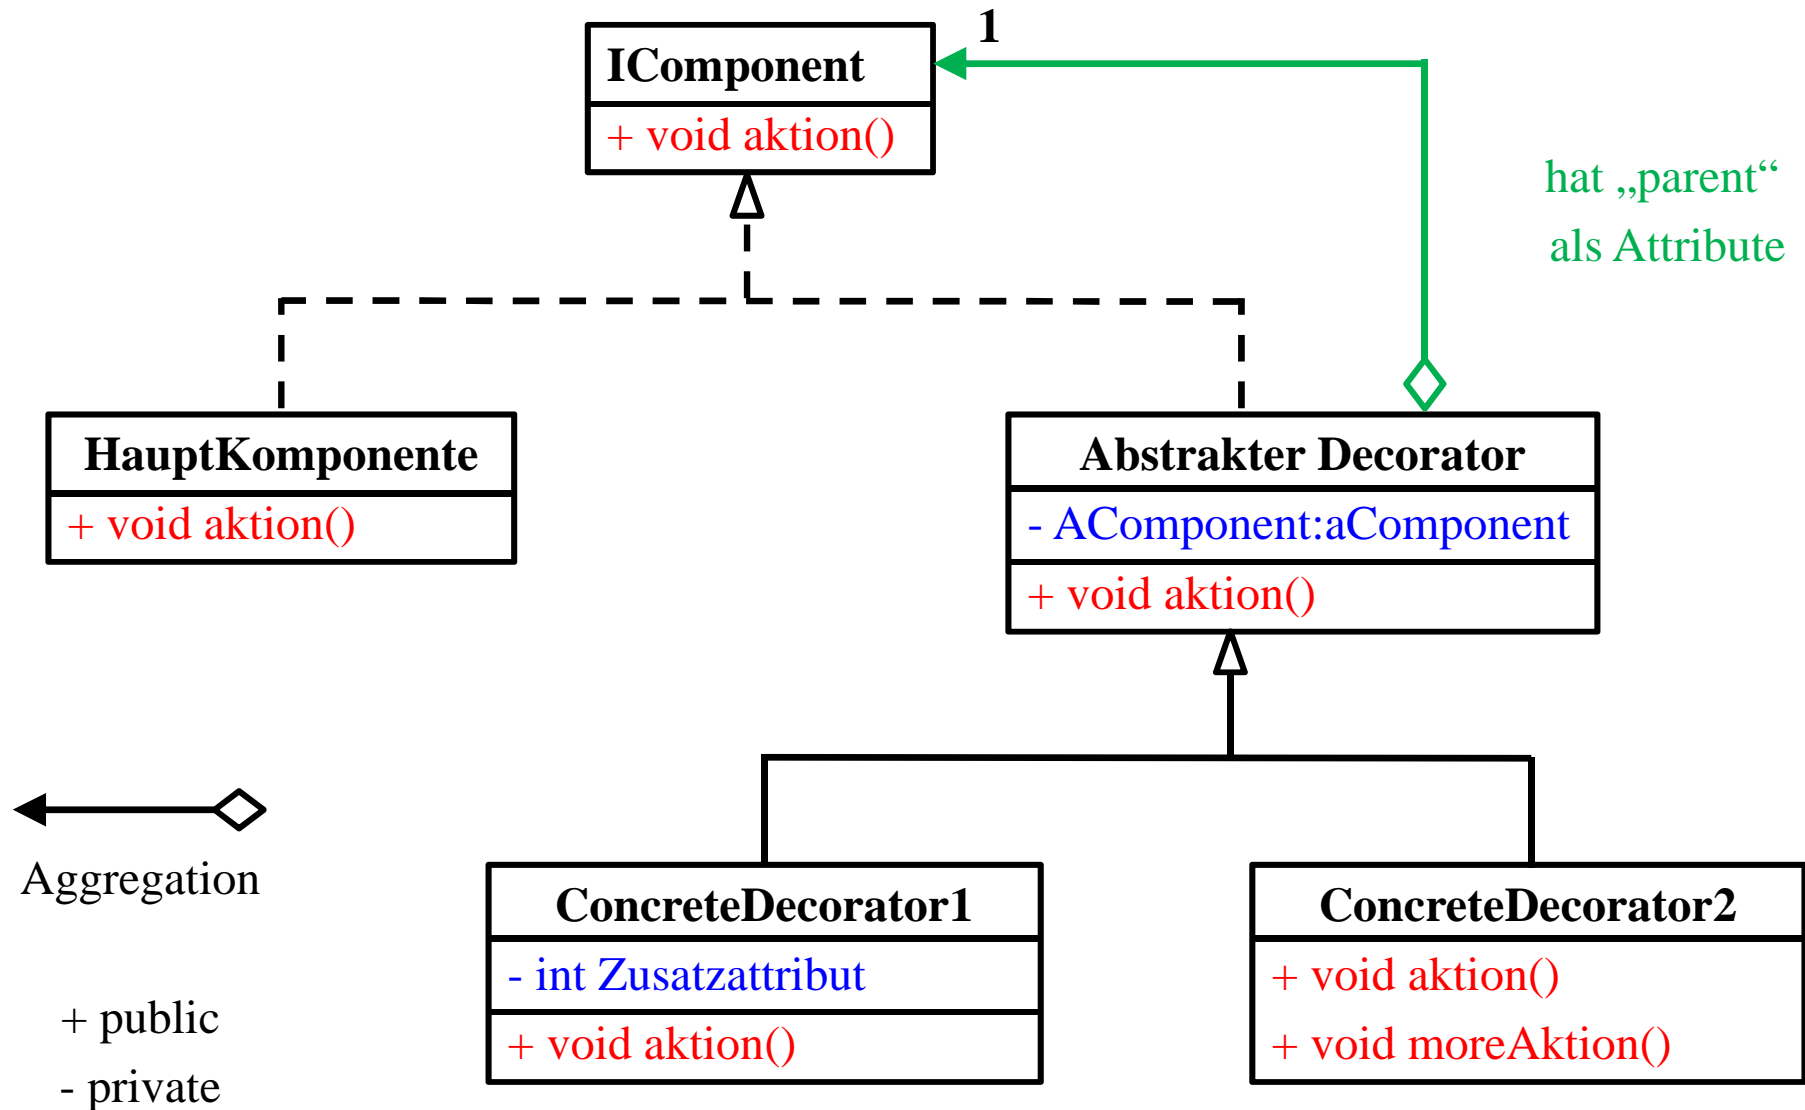 1
IComponent
+ void aktion()
hat „parent“
als Attribute
HauptKomponente
+ void aktion()
Abstrakter Decorator
- AComponent:aComponent
+ void aktion()
Aggregation
+ public
- private
ConcreteDecorator1
- int Zusatzattribut
+ void aktion()
ConcreteDecorator2
+ void aktion()
+ void moreAktion()